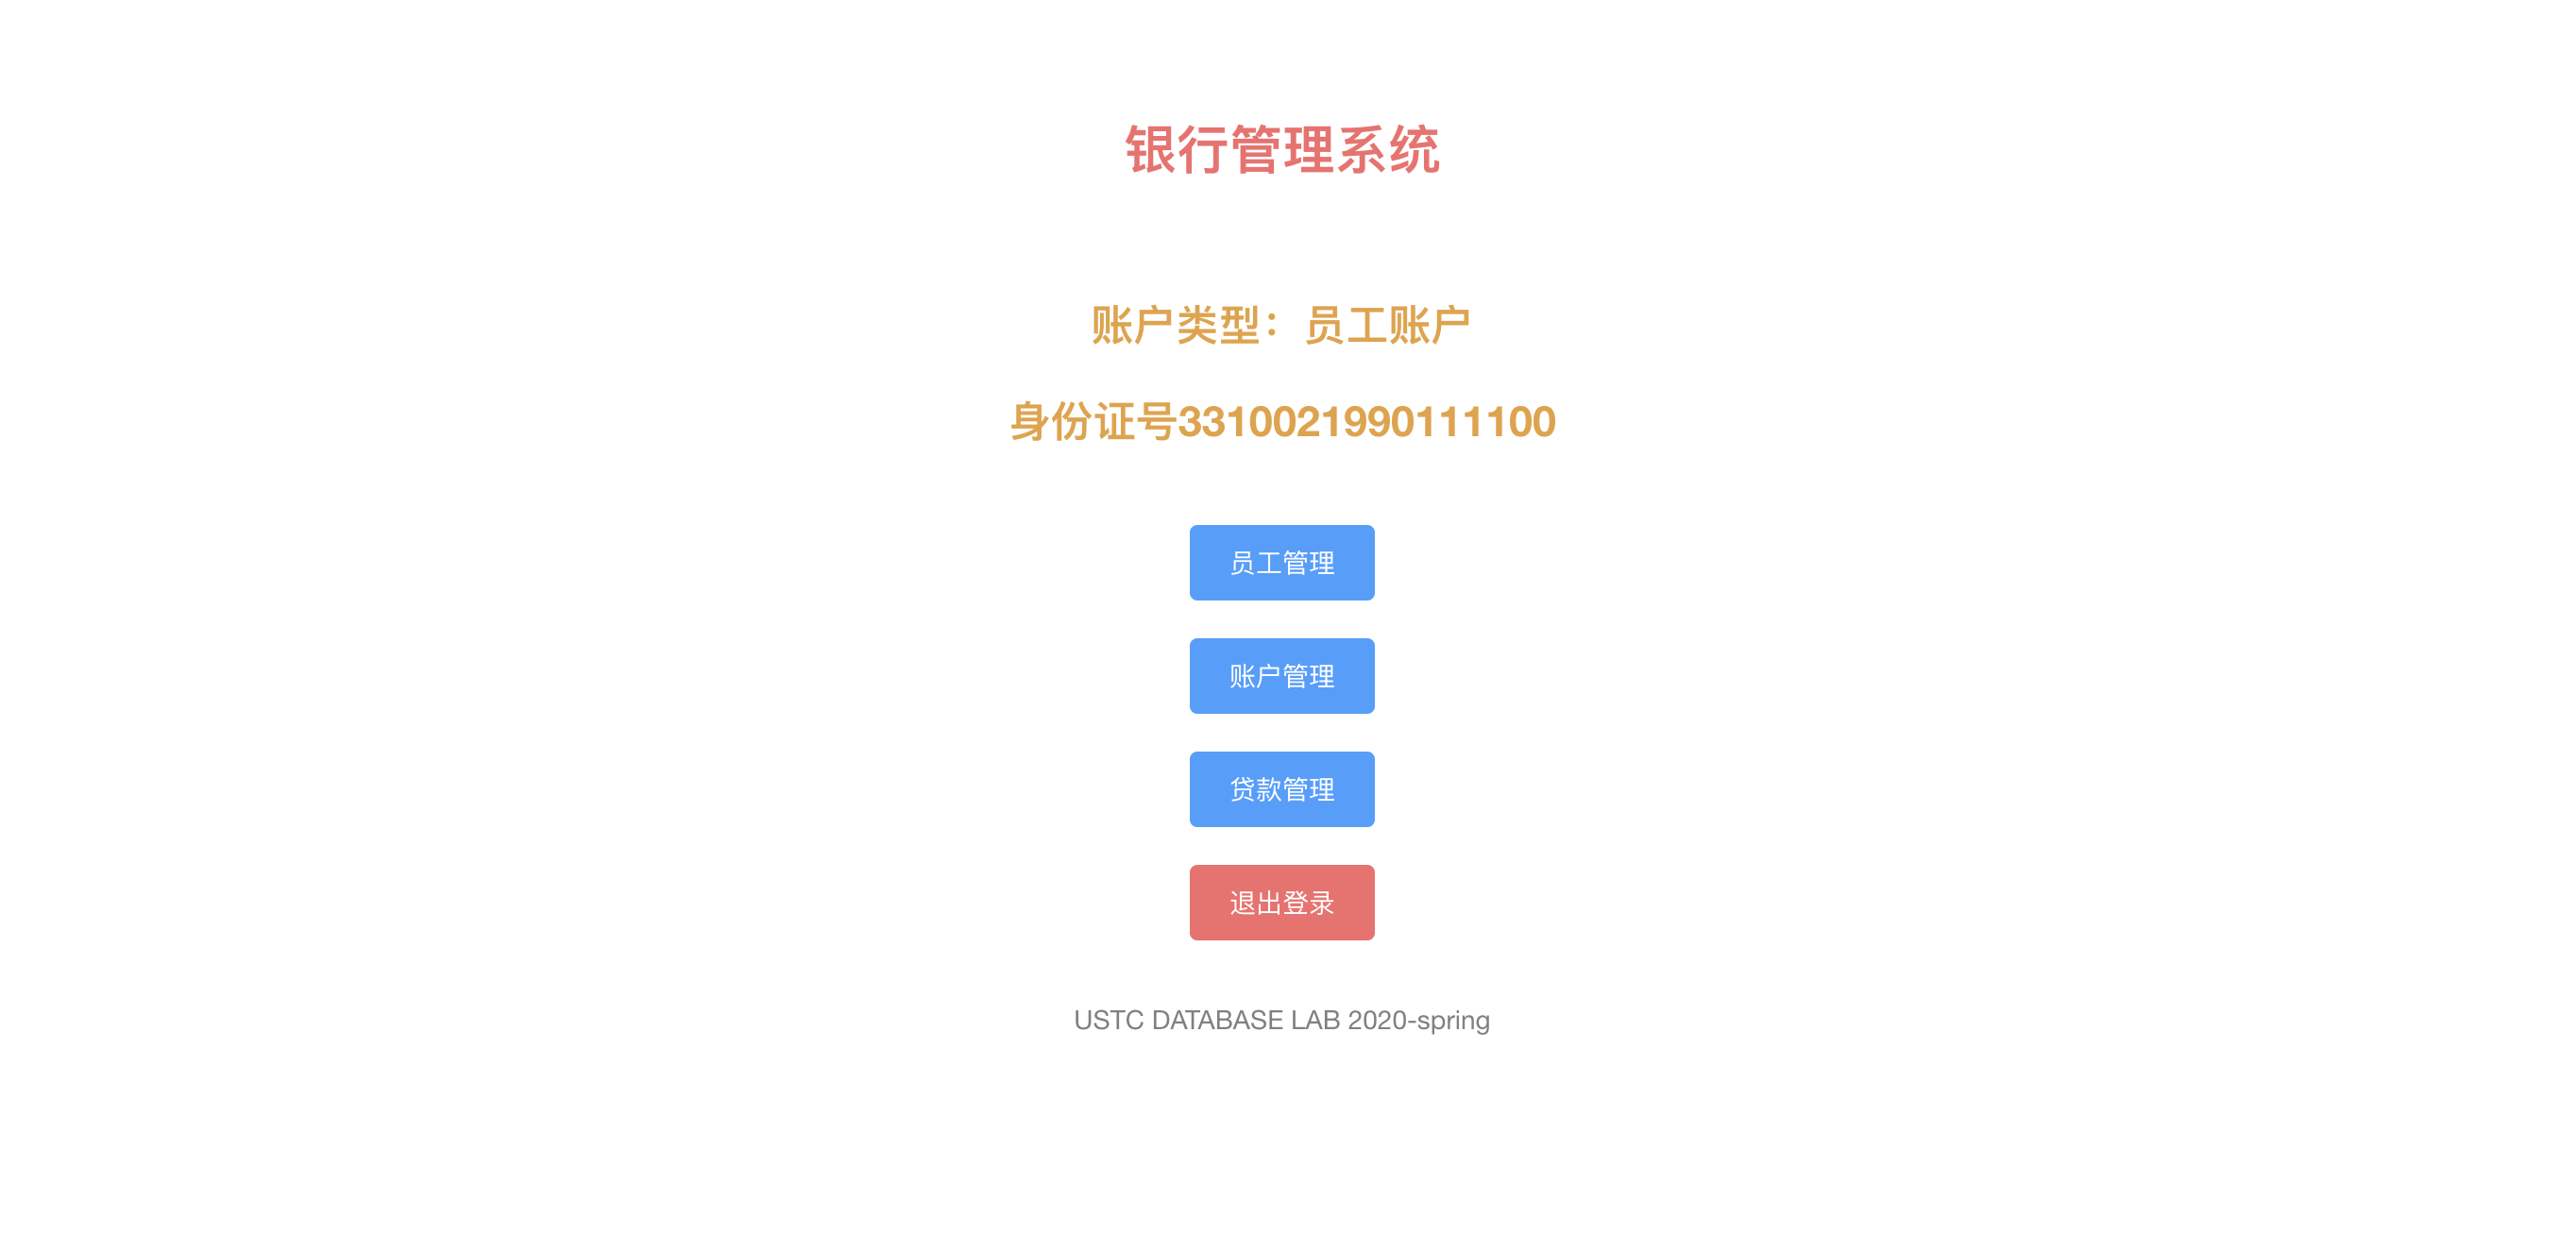 银行管理系统
账户类型：员工账户
身份证号3310021990111100
员工管理
账户管理
贷款管理
退出登录
USTC DATABASE LAB 2020-spring